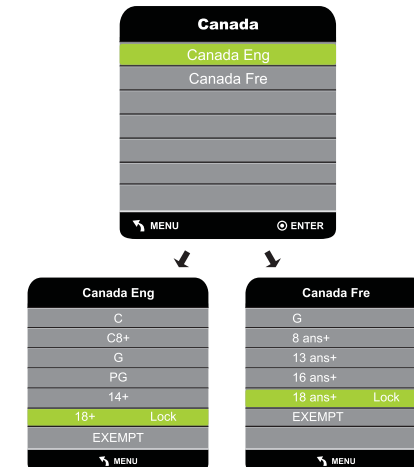 Canada
Canada Eng
Canada Fre
MENU ENTER
Canada Eng
C
C8+
G
PG
14+
18+ Lock
EXEMPT
MENU
Canada Fre
G
8 ans+
13 ans+
16 ans+
18 ans+ Lock
EXEMPT
MENU